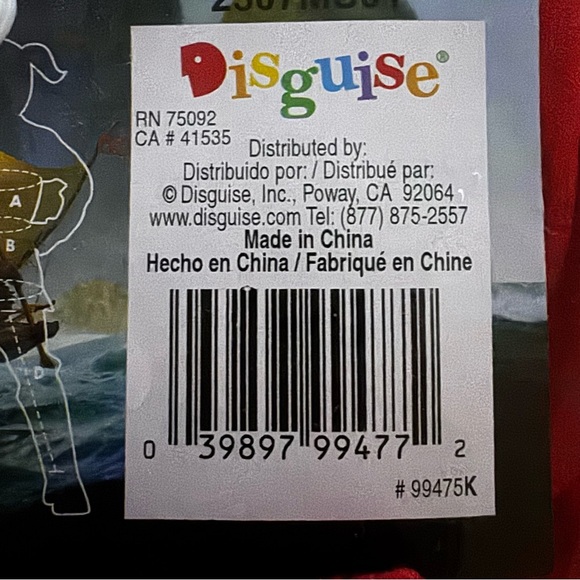 Disguise®
RN 75092
CA # 41535
Distributed by:
Distribuido por: / Distribué par:
© Disguise, Inc., Poway, CA 92064
www.disguise.com Tel: (877) 875-2557
Made in China
Hecho en China / Fabriqué en Chine
0 39897 99477 2
# 99475K
A
B
D